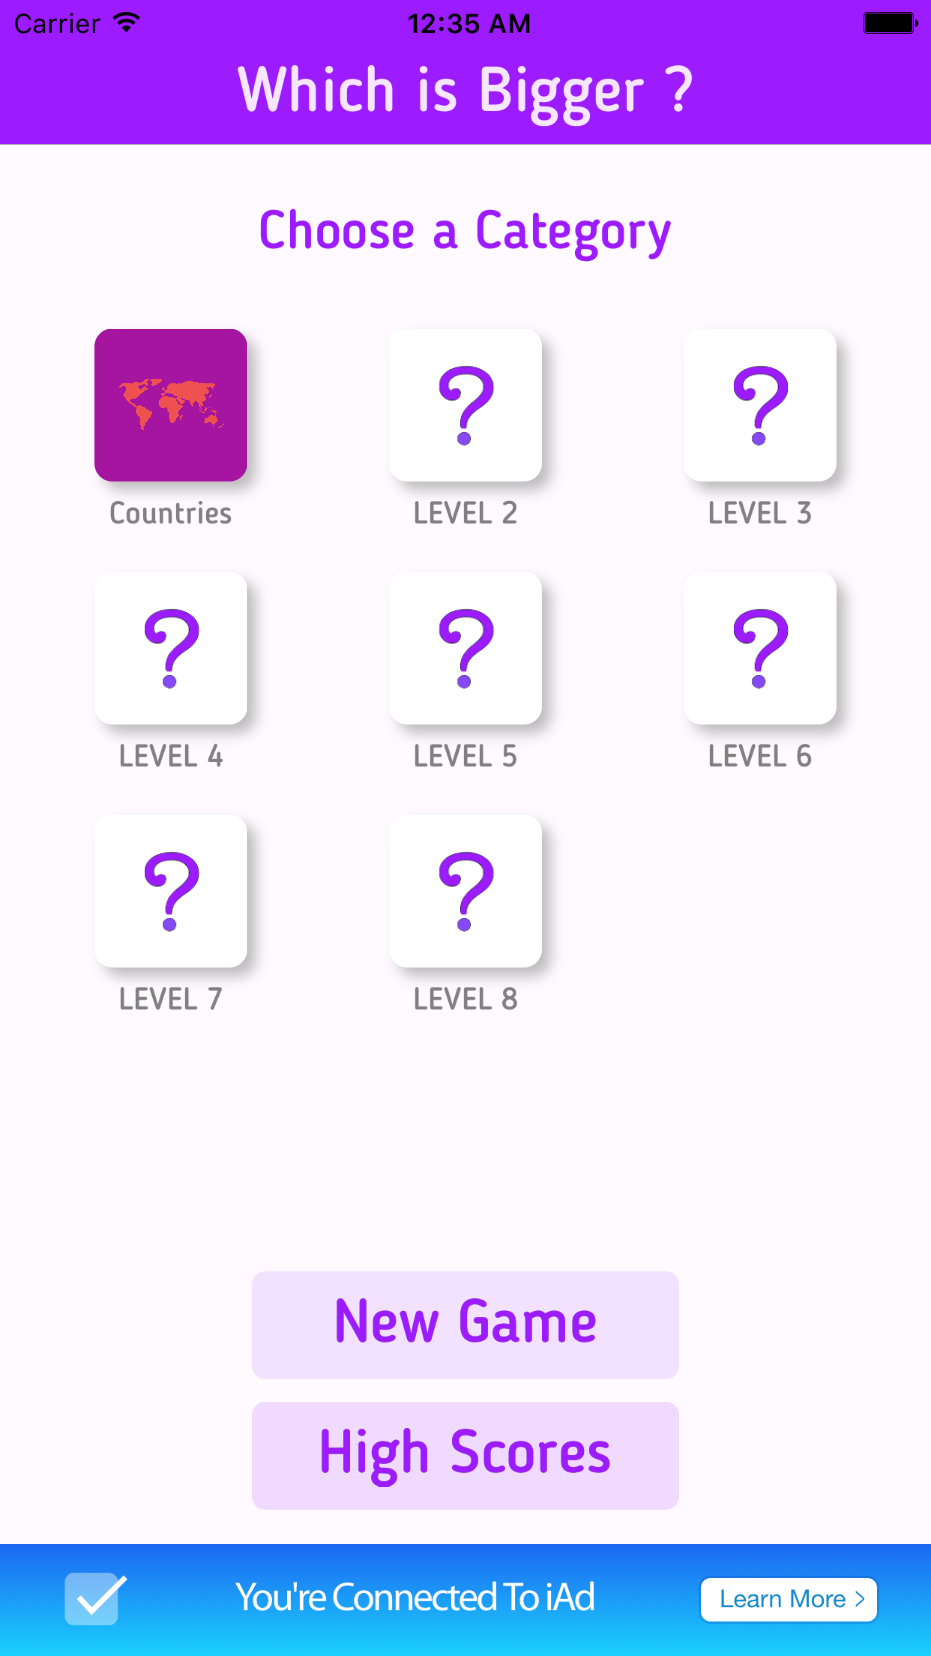 Carrier 12:35 AM
Which is Bigger ?
Choose a Category
?
?
Countries LEVEL 2 LEVEL 3
?
?
?
LEVEL 4 LEVEL 5 LEVEL 6
?
?
LEVEL 7 LEVEL 8
New Game
High Scores
You're Connected To iAd Learn More >